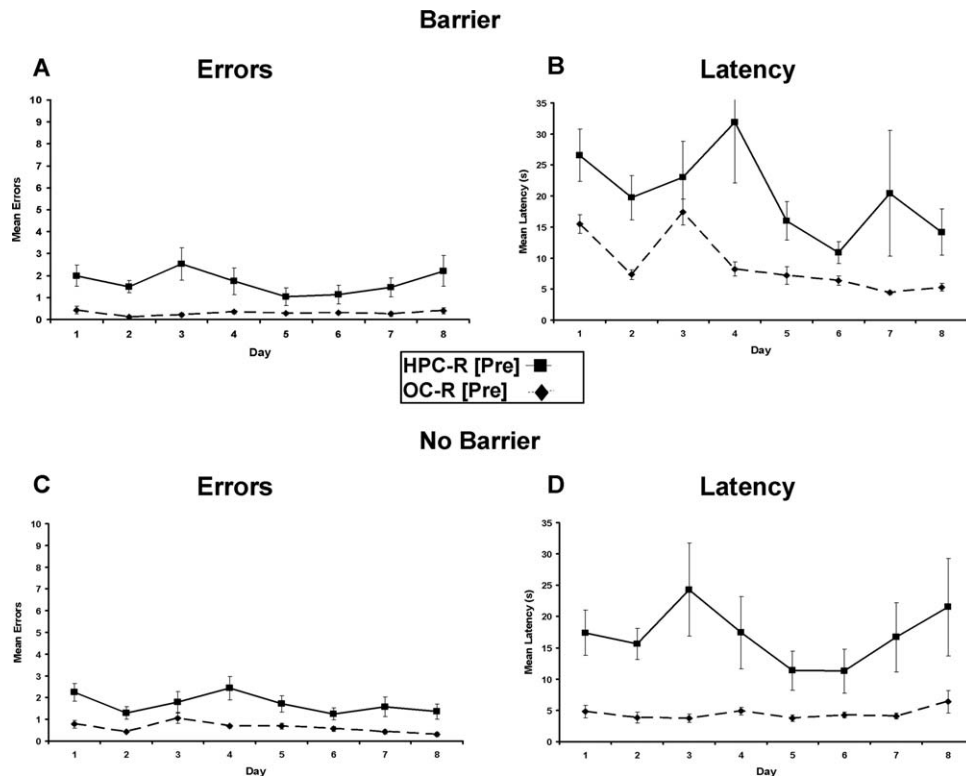 Barrier
A Errors
10
9
8
7
6
5
4
3
2
1
0
Mean Errors
1 2 3 4 5 6 7 8
Day
B Latency
35
30
25
20
15
10
5
0
Mean Latency (s)
1 2 3 4 5 6 7 8
Day
HPC-R [Pre]
OC-R [Pre]
No Barrier
C Errors
10
9
8
7
6
5
4
3
2
1
0
Mean Errors
1 2 3 4 5 6 7 8
Day
D Latency
35
30
25
20
15
10
5
0
Mean Latency (s)
1 2 3 4 5 6 7 8
Day